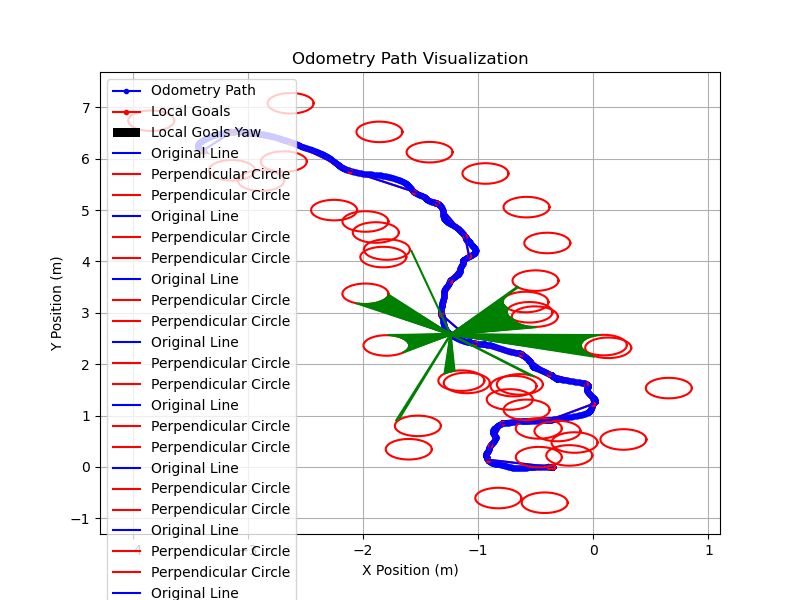 Odometry Path Visualization
Odometry Path
Local Goals
Local Goals Yaw
Original Line
Perpendicular Circle
Perpendicular Circle
Original Line
Perpendicular Circle
Perpendicular Circle
Original Line
Perpendicular Circle
Perpendicular Circle
Original Line
Perpendicular Circle
Perpendicular Circle
Original Line
Perpendicular Circle
Perpendicular Circle
Original Line
Perpendicular Circle
Perpendicular Circle
Original Line
Perpendicular Circle
Perpendicular Circle
Original Line
Y Position (m)
7
6
5
4
3
2
1
0
−1
−4 −3 −2 −1 0 1
X Position (m)